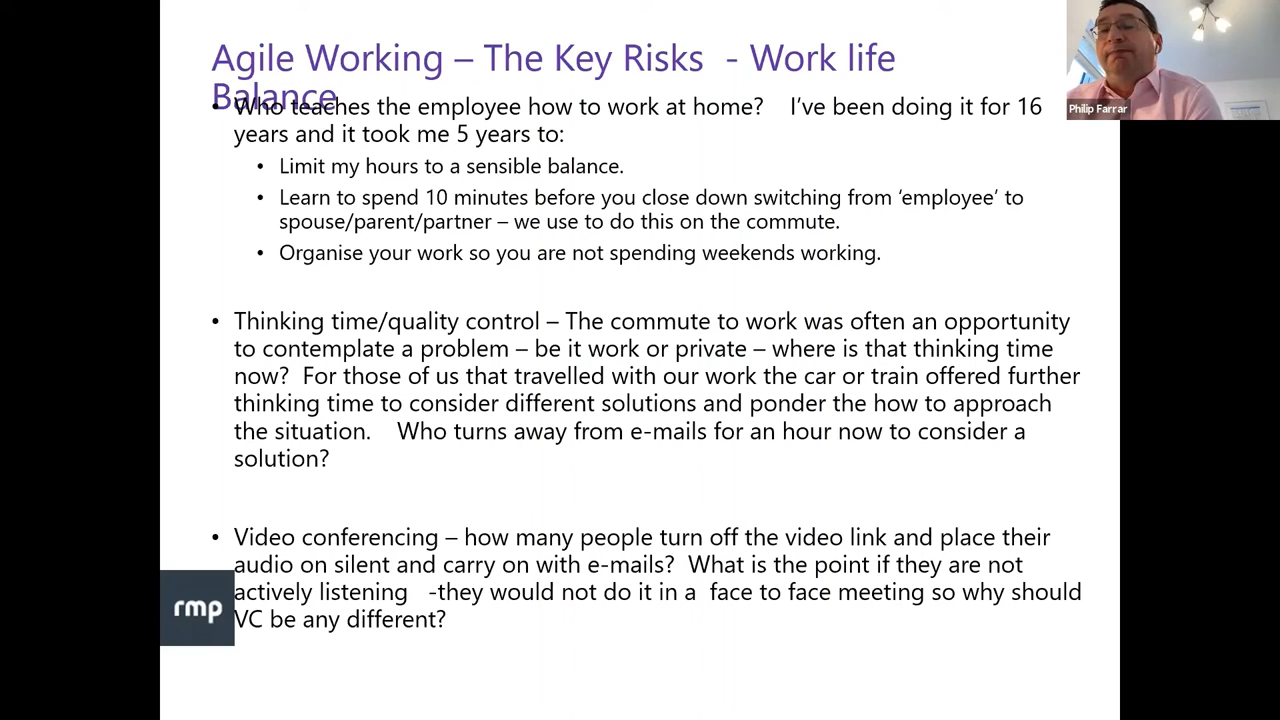 Agile Working – The Key Risks  - Work life
Balance
Philip Farrar
• Who teaches the employee how to work at home?    I've been doing it for 16
years and it took me 5 years to:
• Limit my hours to a sensible balance.
• Learn to spend 10 minutes before you close down switching from ‘employee’ to
spouse/parent/partner – we use to do this on the commute.
• Organise your work so you are not spending weekends working.
• Thinking time/quality control – The commute to work was often an opportunity
to contemplate a problem – be it work or private – where is that thinking time
now?  For those of us that travelled with our work the car or train offered further
thinking time to consider different solutions and ponder the how to approach
the situation.    Who turns away from e-mails for an hour now to consider a
solution?
• Video conferencing – how many people turn off the video link and place their
audio on silent and carry on with e-mails?  What is the point if they are not
actively listening   -they would not do it in a  face to face meeting so why should
VC be any different?
rmp